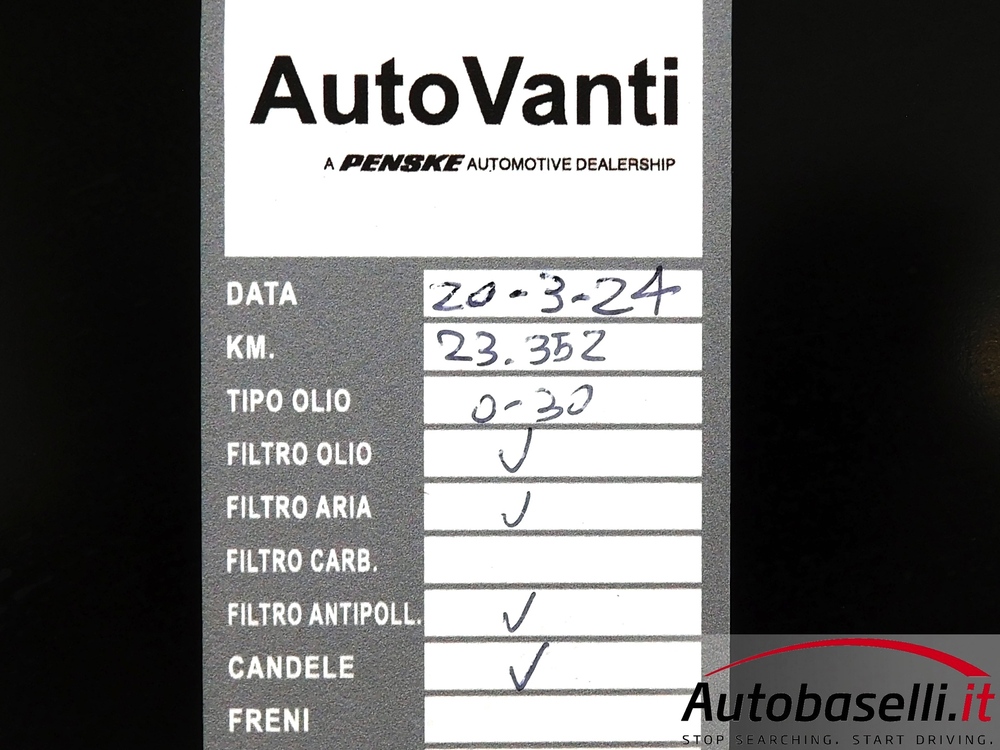 AutoVanti
A PENSKE AUTOMOTIVE DEALERSHIP
DATA 20-3-24
KM. 23.352
TIPO OLIO 0-30
FILTRO OLIO ✓
FILTRO ARIA ✓
FILTRO CARB.
FILTRO ANTIPOLL. ✓
CANDELE ✓
FRENI
Autobaselli.it
STOP SEARCHING. START DRIVING.